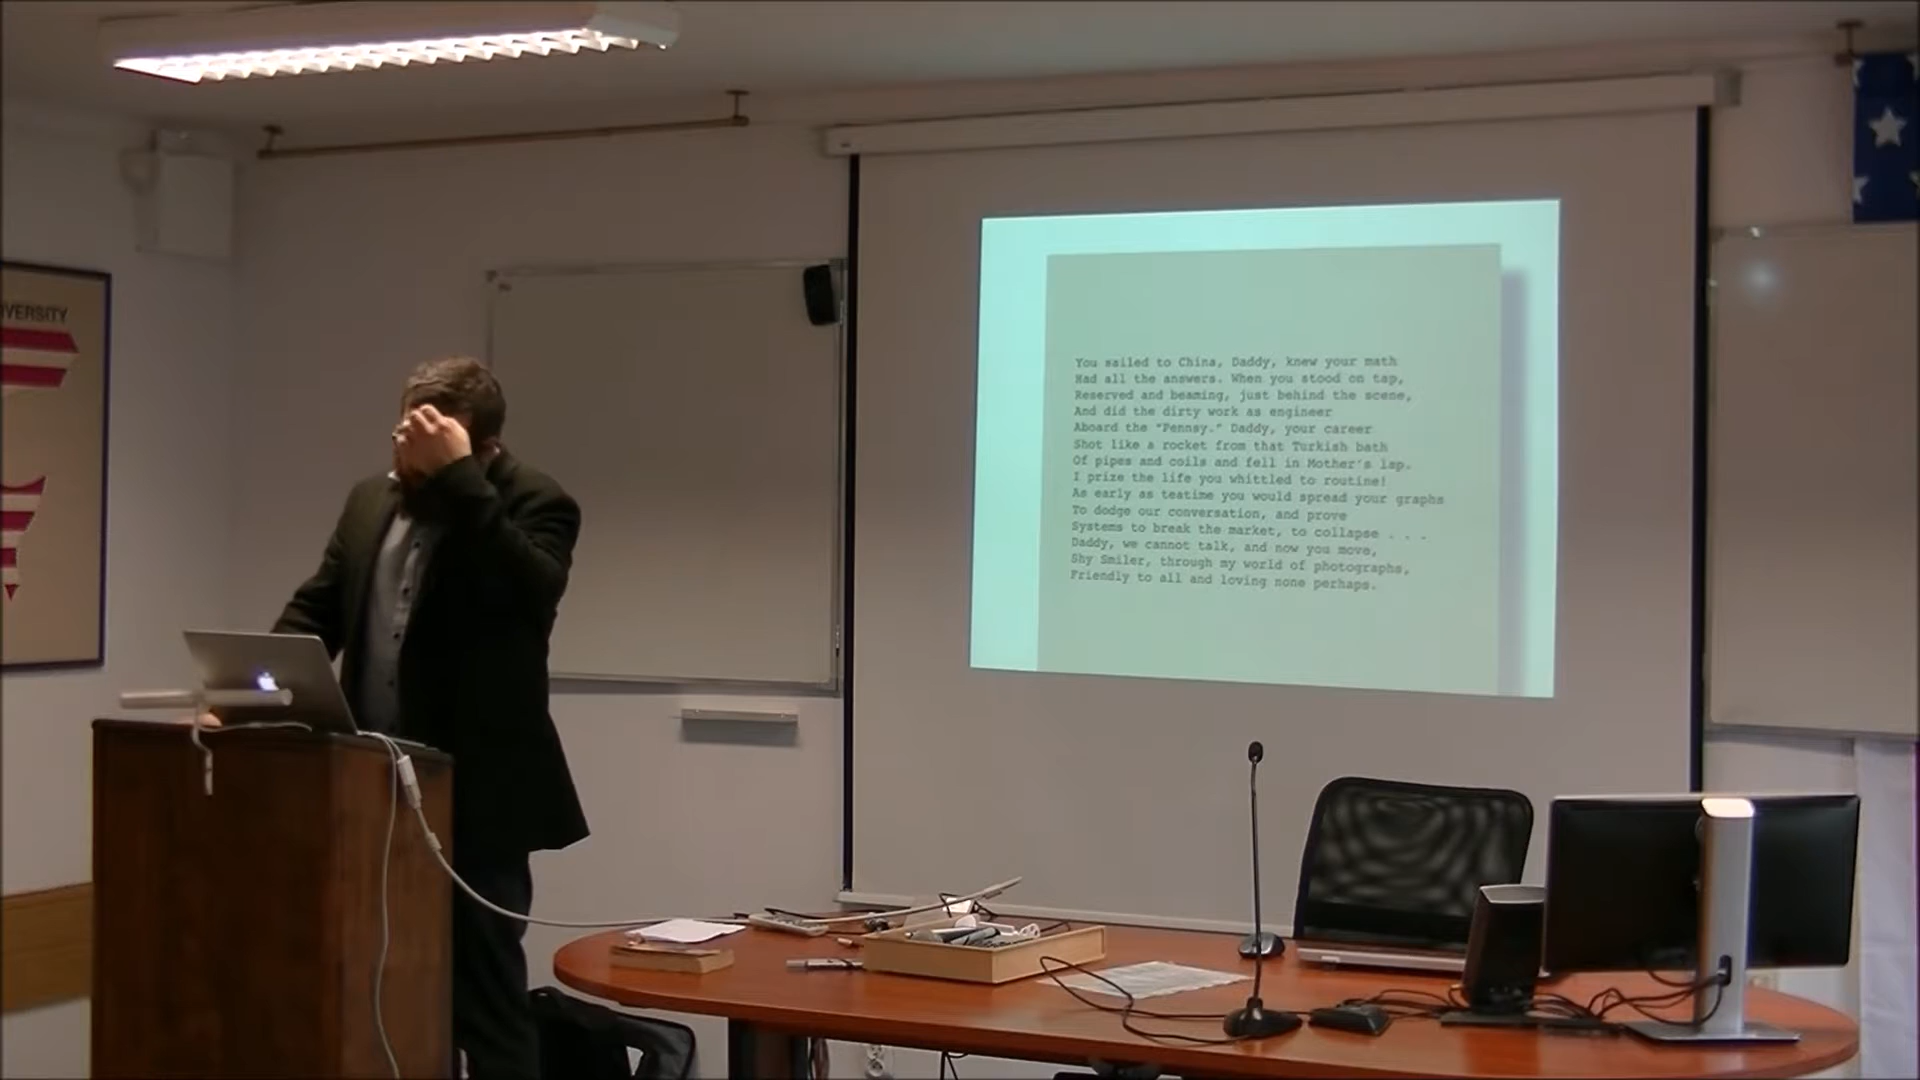 VERSITY
You sailed to China, Daddy, knew your math
Had all the answers. When you stood on tap,
Reserved and beaming, just behind the scene,
And did the dirty work as engineer
Aboard the "Pennsy." Daddy, your career
Shot like a rocket from that Turkish bath
Of pipes and coils and fell in Mother's lap.
I prize the life you whittled to routine!
As early as teatime you would spread your graphs
To dodge our conversation, and prove
Systems to break the market, to collapse . . .
Daddy, we cannot talk, and now you move,
Shy Smiler, through my world of photographs,
Friendly to all and loving none perhaps.